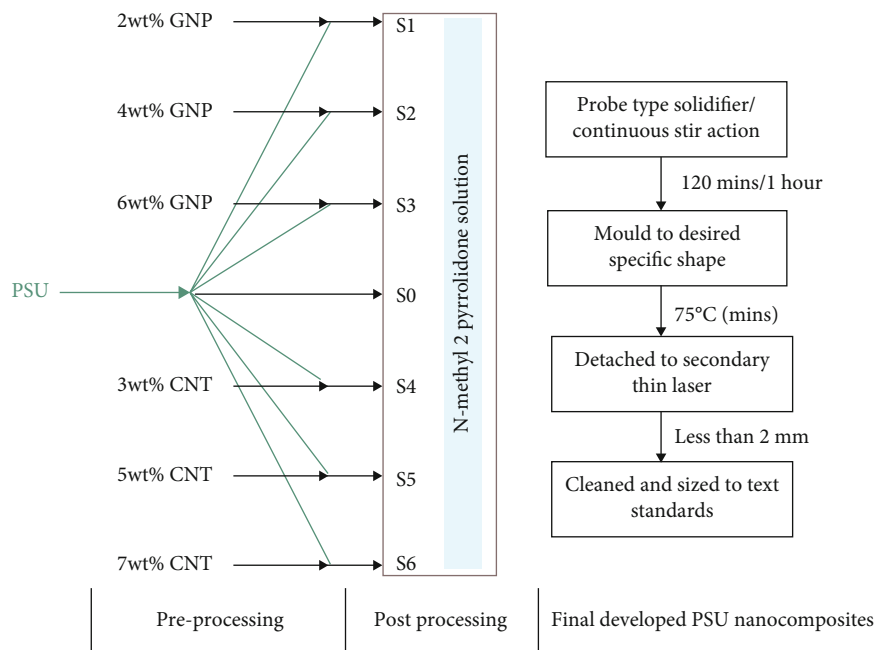 2wt% GNP
S1
4wt% GNP
S2
6wt% GNP
S3
PSU
S0
3wt% CNT
S4
5wt% CNT
S5
7wt% CNT
S6
N-methyl 2 pyrrolidone solution
Probe type solidifier/
continuous stir action
120 mins/1 hour
Mould to desired
specific shape
75°C (mins)
Detached to secondary
thin laser
Less than 2 mm
Cleaned and sized to text
standards
Pre-processing
Post processing
Final developed PSU nanocomposites